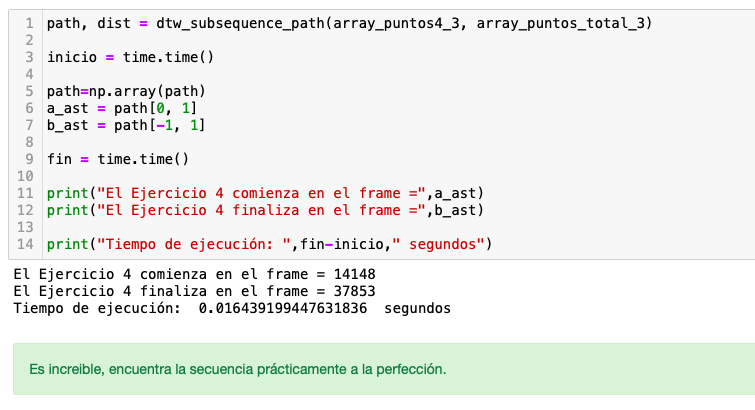 1 path, dist = dtw_subsequence_path(array_puntos4_3, array_puntos_total_3)
2
3 inicio = time.time()
4
5 path=np.array(path)
6 a_ast = path[0, 1]
7 b_ast = path[-1, 1]
8
9 fin = time.time()
10
11 print("El Ejercicio 4 comienza en el frame =",a_ast)
12 print("El Ejercicio 4 finaliza en el frame =",b_ast)
13
14 print("Tiempo de ejecución: ",fin-inicio," segundos")
El Ejercicio 4 comienza en el frame = 14148
El Ejercicio 4 finaliza en el frame = 37853
Tiempo de ejecución:  0.016439199447631836  segundos
Es increible, encuentra la secuencia prácticamente a la perfección.